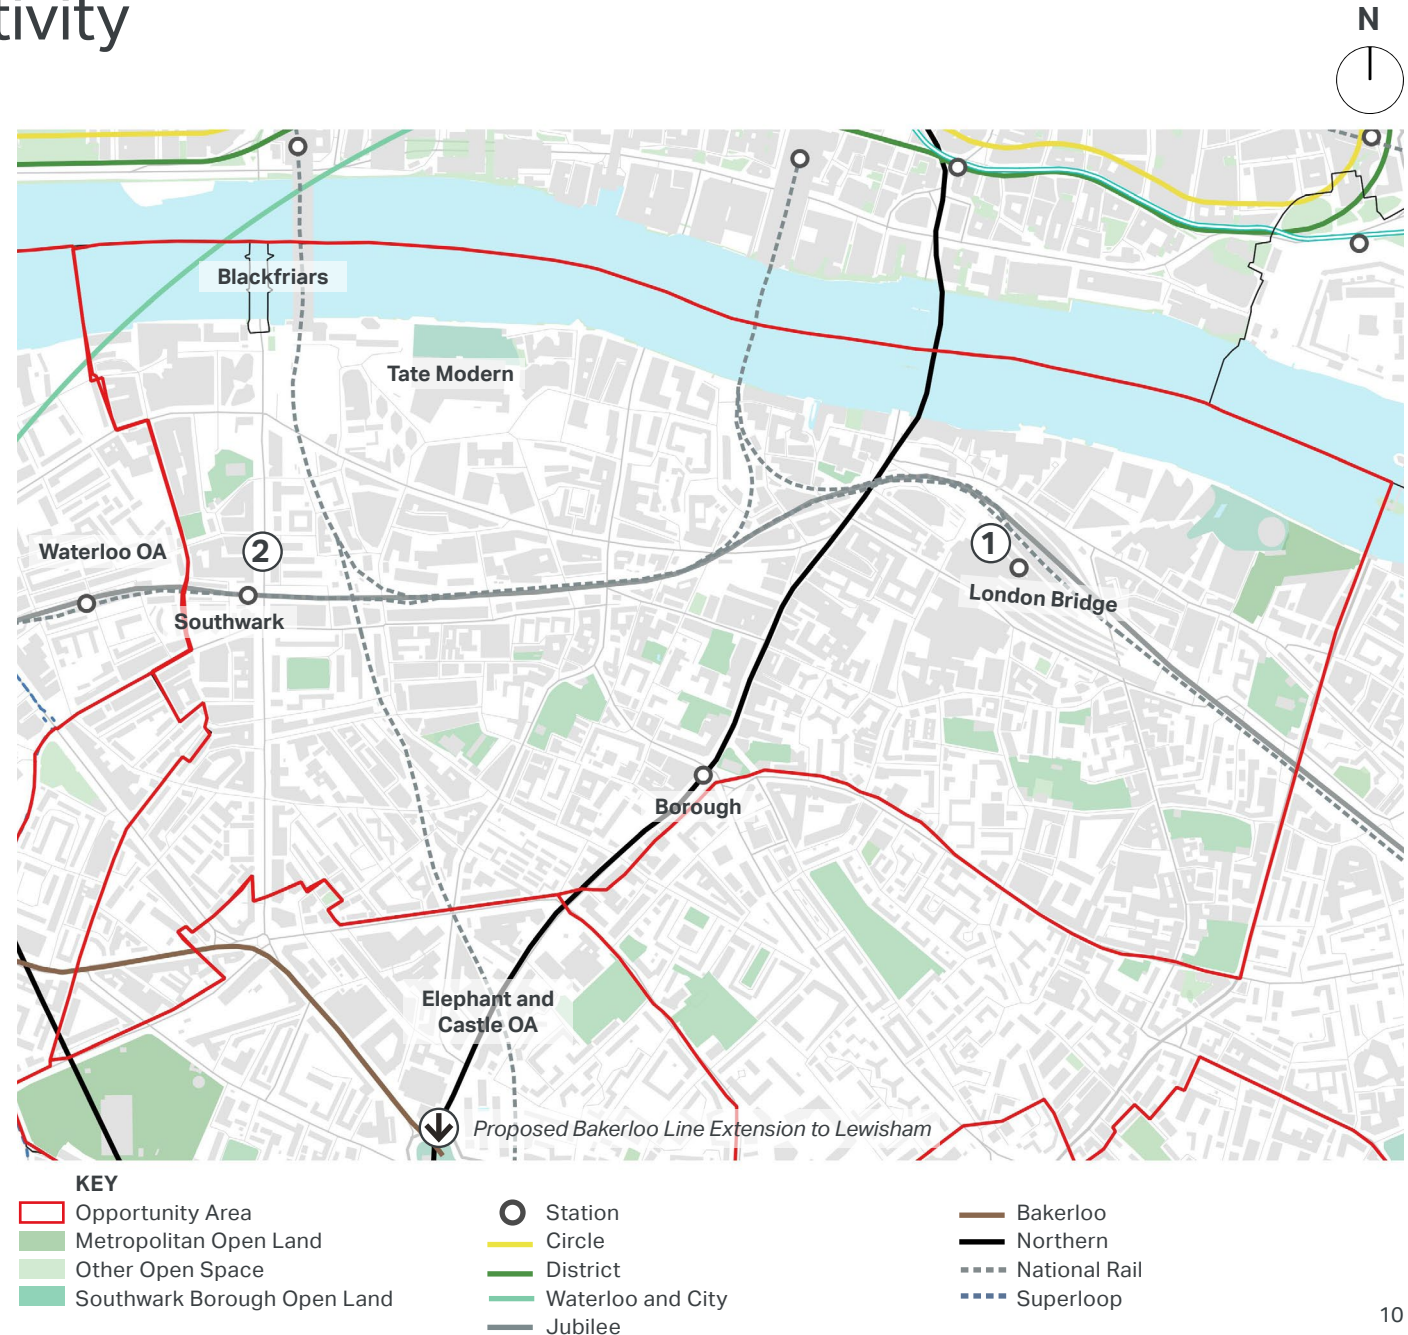 tivity
N
Blackfriars
Tate Modern
Waterloo OA
2
1
London Bridge
Southwark
Borough
Elephant and
Castle OA
Proposed Bakerloo Line Extension to Lewisham
KEY
Opportunity Area
Metropolitan Open Land
Other Open Space
Southwark Borough Open Land
Station
Circle
District
Waterloo and City
Jubilee
Bakerloo
Northern
National Rail
Superloop
10